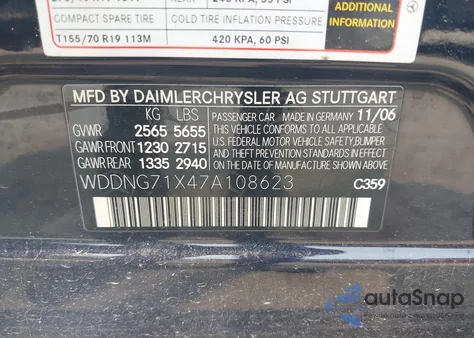 COMPACT SPARE TIRE COLD TIRE INFLATION PRESSURE
T155/70 R19 113M 420 KPA, 60 PSI
ADDITIONAL
INFORMATION
MFD BY DAIMLERCHRYSLER AG STUTTGART
KG LBS PASSENGER CAR MADE IN GERMANY 11/06
GVWR 2565 5655
GAWR FRONT 1230 2715
GAWR REAR 1335 2940
THIS VEHICLE CONFORMS TO ALL APPLICABLE
FEDERAL MOTOR VEHICLE SAFETY,
BUMPER, AND THEFT PREVENTION
STANDARDS IN EFFECT ON THE DATE OF
MANUFACTURE SHOWN ABOVE.
WDDNG71X47A108623 C359
autoSnap